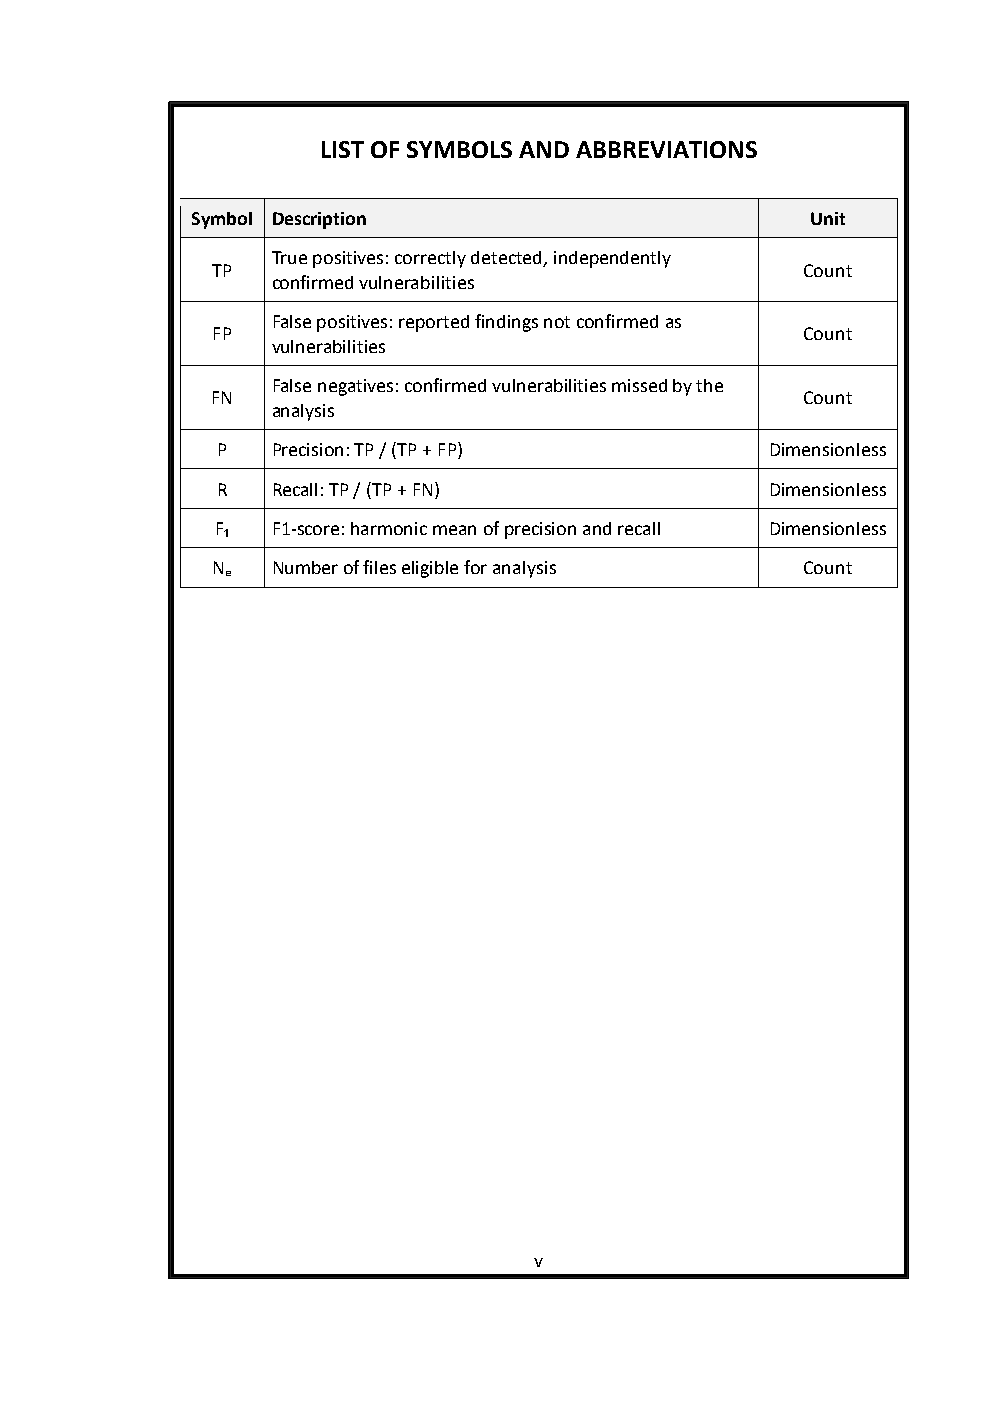 LIST OF SYMBOLS AND ABBREVIATIONS
Symbol Description Unit
TP True positives: correctly detected, independently confirmed vulnerabilities Count
FP False positives: reported findings not confirmed as vulnerabilities Count
FN False negatives: confirmed vulnerabilities missed by the analysis Count
P Precision: TP / (TP + FP) Dimensionless
R Recall: TP / (TP + FN) Dimensionless
F₁ F1-score: harmonic mean of precision and recall Dimensionless
Nₑ Number of files eligible for analysis Count
v